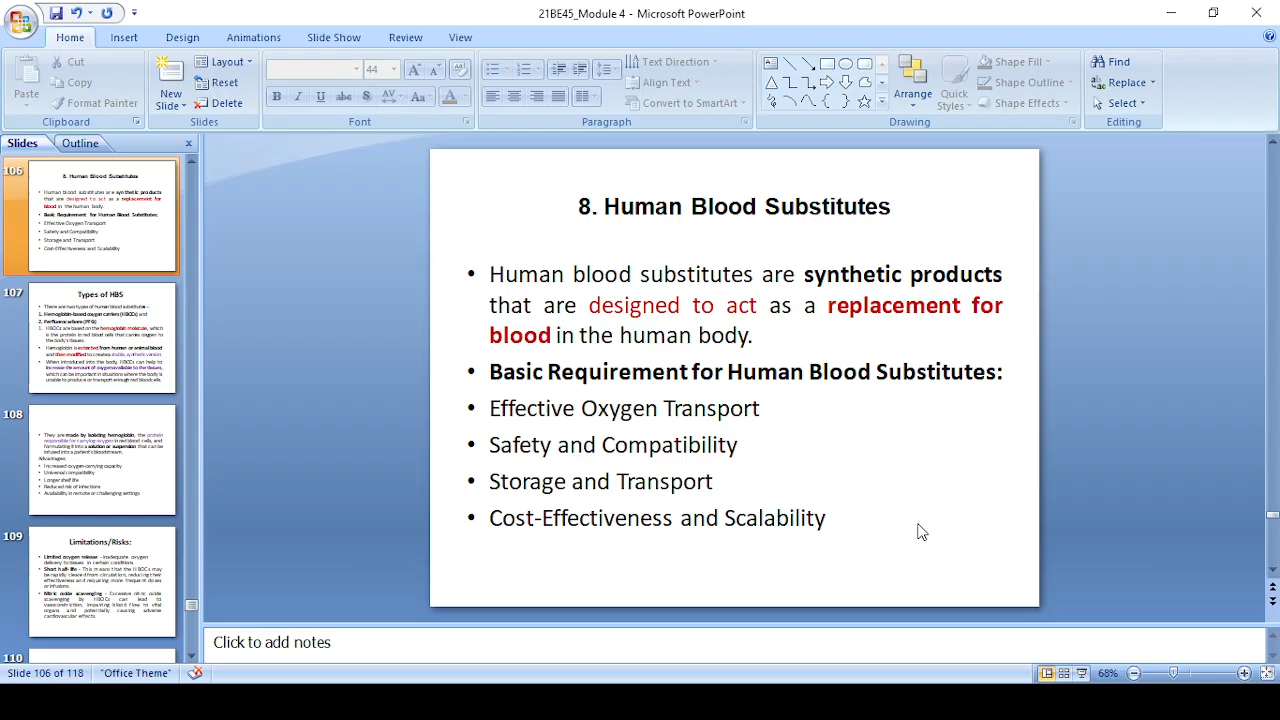 21BE45_Module 4 - Microsoft PowerPoint
Home Insert Design Animations Slide Show Review View
Paste Cut Copy Format Painter
Clipboard
New Slide Layout Reset Delete
Slides
44
B I U abc S AV Aa A
Font
Text Direction
Align Text
Convert to SmartArt
Paragraph
Arrange Quick Styles Shape Fill Shape Outline Shape Effects
Drawing
Find
Replace
Select
Editing
Slides Outline
106
8. Human Blood Substitutes
• Human blood substitutes are synthetic products
that are designed to act as a replacement for
blood in the human body.
• Basic Requirement for Human Blood Substitutes:
• Effective Oxygen Transport
• Safety and Compatibility
• Storage and Transport
• Cost-Effectiveness and Scalability
107
Types of HBS
• There are two types of human blood substitutes -
1. Hemoglobin-based oxygen carriers (HBOCs) and
2. Perfluorocarbons (PFCs)
1. HBOCs are based on the hemoglobin molecule, which
is the protein in red blood cells that carries oxygen to
the body's tissues.
• Hemoglobin is extracted from human or animal blood
and then modified to create a stable, synthetic version.
• When introduced into the body, HBOCs can help to
increase the amount of oxygen available to the tissues,
which can be important in situations where the body is
unable to produce or transport enough red blood cells.
108
• They are made by isolating hemoglobin, the protein
responsible for carrying oxygen in red blood cells, and
formulating it into a solution or suspension that can be
infused into a patient's bloodstream.
Advantages:
• Increased oxygen-carrying capacity
• Universal compatibility
• Longer shelf life
• Reduced risk of infections
• Availability in remote or challenging settings
109
Limitations/Risks:
• Limited oxygen release - Inadequate oxygen
delivery to tissues in certain conditions
• Short half-life - This means that the HBOCs may
be rapidly cleared from circulation, reducing their
effectiveness and requiring more frequent doses
or infusions.
• Nitric oxide scavenging - Excessive nitric oxide
scavenging by HBOCs can lead to
vasoconstriction, impairing blood flow to vital
organs and potentially causing adverse
cardiovascular effects.
110
8. Human Blood Substitutes
• Human blood substitutes are synthetic products
that are designed to act as a replacement for
blood in the human body.
• Basic Requirement for Human Blood Substitutes:
• Effective Oxygen Transport
• Safety and Compatibility
• Storage and Transport
• Cost-Effectiveness and Scalability
Click to add notes
Slide 106 of 118 "Office Theme" 68%